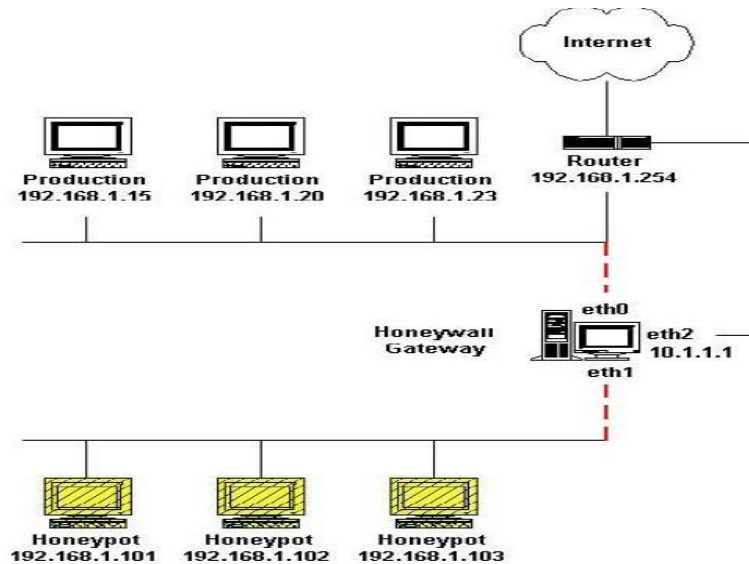 Internet
Production
192.168.1.15
Production
192.168.1.20
Production
192.168.1.23
Router
192.168.1.254
Honeywall
Gateway
eth0
eth2
10.1.1.1
eth1
Honeypot
192.168.1.101
Honeypot
192.168.1.102
Honeypot
192.168.1.103